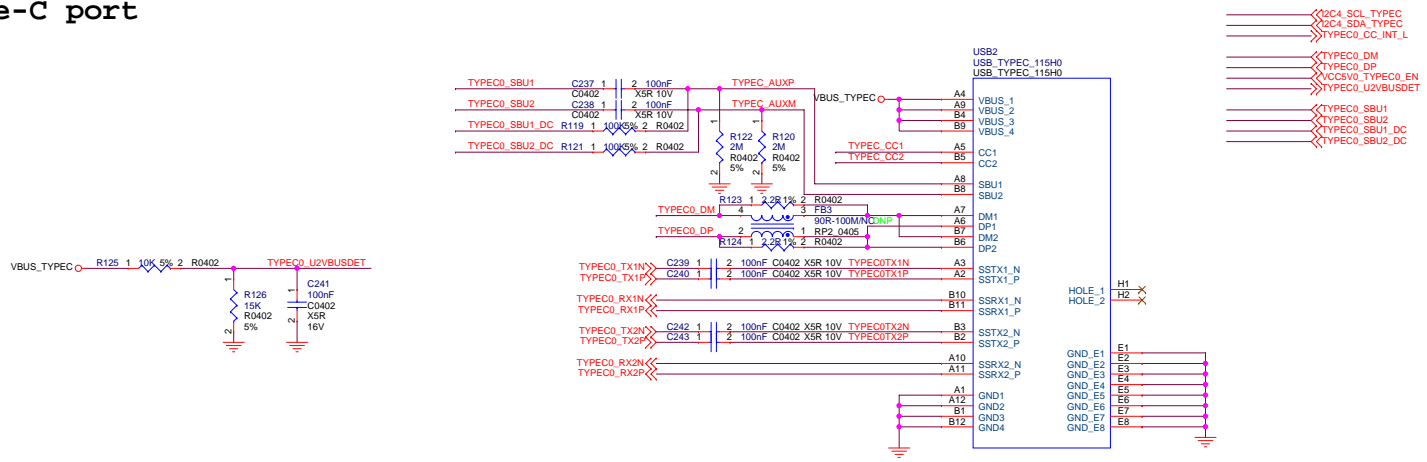 e-C port
I2C4_SCL_TYPEC
I2C4_SDA_TYPEC
TYPEC0_CC_INT_L
TYPEC0_DM
TYPEC0_DP
VCC5V0_TYPEC0_EN
TYPEC0_U2VBUSDET
TYPEC0_SBU1
TYPEC0_SBU2
TYPEC0_SBU1_DC
TYPEC0_SBU2_DC
USB2
USB_TYPEC_115H0
USB_TYPEC_115H0
TYPEC0_SBU1 C237 1 2 100nF TYPEC_AUXP
C0402 X5R 10V
TYPEC0_SBU2 C238 1 2 100nF TYPEC_AUXM
C0402 X5R 10V
TYPEC0_SBU1_DC R119 1 100K 5% 2 R0402
TYPEC0_SBU2_DC R121 1 100K 5% 2 R0402
1 R122 2M R0402 5% 2
1 R120 2M R0402 5% 2
VBUS_TYPEC A4 VBUS_1
A9 VBUS_2
B4 VBUS_3
B9 VBUS_4
TYPEC_CC1 A5 CC1
TYPEC_CC2 B5 CC2
A8 SBU1
B8 SBU2
R123 1 2.2R 1% 2 R0402
TYPEC0_DM 4 3 FB3 A7 DM1
90R-100M/NC DNP A6 DP1
TYPEC0_DP 2 1 RP2_0405 B7 DM2
R124 1 2.2R 1% 2 R0402 B6 DP2
TYPEC0_TX1N C239 1 2 100nF C0402 X5R 10V TYPEC0TX1N A3 SSTX1_N
TYPEC0_TX1P C240 1 2 100nF C0402 X5R 10V TYPEC0TX1P A2 SSTX1_P
TYPEC0_RX1N B10 SSRX1_N
TYPEC0_RX1P B11 SSRX1_P
TYPEC0_TX2N C242 1 2 100nF C0402 X5R 10V TYPEC0TX2N B3 SSTX2_N
TYPEC0_TX2P C243 1 2 100nF C0402 X5R 10V TYPEC0TX2P B2 SSTX2_P
TYPEC0_RX2N A10 SSRX2_N
TYPEC0_RX2P A11 SSRX2_P
A1 GND1
A12 GND2
B1 GND3
B12 GND4
HOLE_1 H1
HOLE_2 H2
GND_E1 E1
GND_E2 E2
GND_E3 E3
GND_E4 E4
GND_E5 E5
GND_E6 E6
GND_E7 E7
GND_E8 E8
VBUS_TYPEC R125 1 10K 5% 2 R0402 TYPEC0_U2VBUSDET
1 R126 15K R0402 5% 2
1 C241 100nF C0402 X5R 16V 2